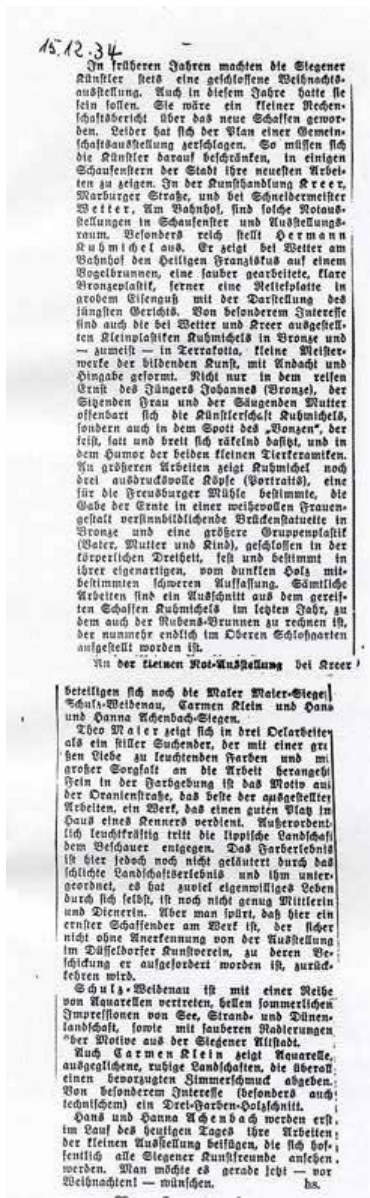 15.12.34
In früheren Jahren machten die Siegener
Künstler stets eine geschlossene Weihnachts-
ausstellung. Auch in diesem Jahre hatte sie
sein sollen. Sie wäre ein kleiner Rechen-
schaftsbericht über das neue Schaffen gewor-
den. Leider hat sich der Plan einer Gemein-
schaftsausstellung zerschlagen. So müssen sich
die Künstler darauf beschränken, in einigen
Schaufenstern der Stadt ihre neuesten Arbei-
ten zu zeigen. In der Kunsthandlung Kreer,
Marburger Straße, und bei Schneidermeister
Wetter, Am Bahnhof, sind solche Notaus-
stellungen in Schaufenster und Ausstellungs-
raum. Besonders reich stellt Hermann
Kuhmichel aus. Er zeigt bei Wetter am
Bahnhof den Heiligen Franziskus auf einem
Vogelbrunnen, eine sauber gearbeitete, klare
Bronzeplastik, ferner eine Reliefplatte in
grobem Eisenguß mit der Darstellung des
jüngsten Gerichts. Von besonderem Interesse
sind auch die bei Wetter und Kreer ausgestell-
ten Kleinplastiken Kuhmichels in Bronze und
— zumeist — in Terrakotta, kleine Meister-
werke der bildenden Kunst, mit Andacht und
Hingabe geformt. Nicht nur in dem reifen
Ernst des Jüngers Johannes (Bronze), der
Sitzenden Frau und der Säugenden Mutter
offenbart sich die Künstlerschaft Kuhmichels,
sondern auch in dem Spott des „Bonzen“, der
feist, satt und breit sich räkelnd dasitzt, und in
dem Humor der beiden kleinen Tierkeramiken.
An größeren Arbeiten zeigt Kuhmichel noch
drei ausdrucksvolle Köpfe (Portraits), eine
für die Freusburger Mühle bestimmte, die
Gabe der Ernte in einer weihevollen Frauen-
gestalt versinnbildlichende Brückenstatuette in
Bronze und eine größere Gruppenplastik
(Vater, Mutter und Kind), geschlossen in der
körperlichen Dreiheit, fest und bestimmt in
ihrer eigenartigen, vom dunklen Holz mit-
bestimmten schweren Auffassung. Sämtliche
Arbeiten sind ein Ausschnitt aus dem gereif-
ten Schaffen Kuhmichels im letzten Jahr, zu
dem auch der Rubens-Brunnen zu rechnen ist,
der nunmehr endlich im Oberen Schloßgarten
aufgestellt worden ist.
An der kleinen Not-Ausstellung bei Kreer
beteiligen sich noch die Maler Maier-Siegen,
Schulz-Weidenau, Carmen Klein und Hans
und Hanna Achenbach-Siegen.
Theo Maier zeigt sich in drei Oelarbeiten
als ein stiller Suchender, der mit einer gro
ßen Liebe zu leuchtenden Farben und mi
großer Sorgfalt an die Arbeit herangeht
Fein in der Farbgebung ist das Motiv aus
der Oranienstraße, das beste der ausgestellten
Arbeiten, ein Werk, das einen guten Platz im
Haus eines Kenners verdient. Außerordent-
lich leuchtkräftig tritt die lippische Landschaft
dem Beschauer entgegen. Das Farberlebnis
ist hier jedoch noch nicht geläutert durch das
schlichte Landschaftserlebnis und ihm unter-
geordnet, es hat zuviel eigenwilliges Leben
durch sich selbst, ist noch nicht genug Mittlerin
und Dienerin. Aber man spürt, daß hier ein
ernster Schaffender am Werk ist, der sicher
nicht ohne Anerkennung von der Ausstellung
im Düsseldorfer Kunstverein, zu deren Be-
schickung er aufgefordert worden ist, zurück-
kehren wird.
Schulz-Weidenau ist mit einer Reihe
von Aquarellen vertreten, hellen sommerlichen
Impressionen von See, Strand- und Dünen-
landschaft, sowie mit sauberen Radierungen
über Motive aus der Siegener Altstadt.
Auch Carmen Klein zeigt Aquarelle,
ausgeglichene, ruhige Landschaften, die überall
einen bevorzugten Zimmerschmuck abgeben.
Von besonderem Interesse (besonders auch
technischem) ein Drei-Farben-Holzschnitt.
Hans und Hanna Achenbach werden erst
im Lauf des heutigen Tages ihre Arbeiten
der kleinen Ausstellung beifügen, die sich hof-
fentlich alle Siegener Kunstfreunde ansehen
werden. Man möchte es gerade jetzt — vor
Weihnachten! — wünschen. hs.